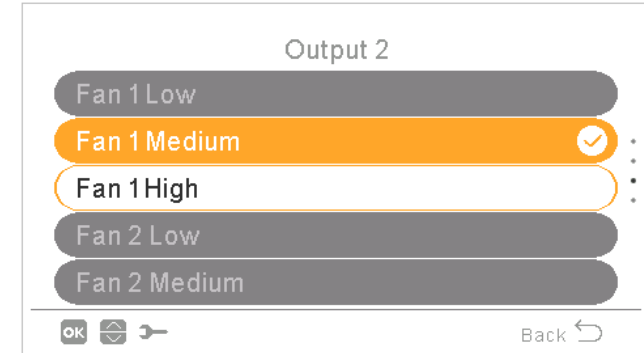 Output 2
Fan 1 Low
Fan 1 Medium
Fan 1 High
Fan 2 Low
Fan 2 Medium
OK
Back